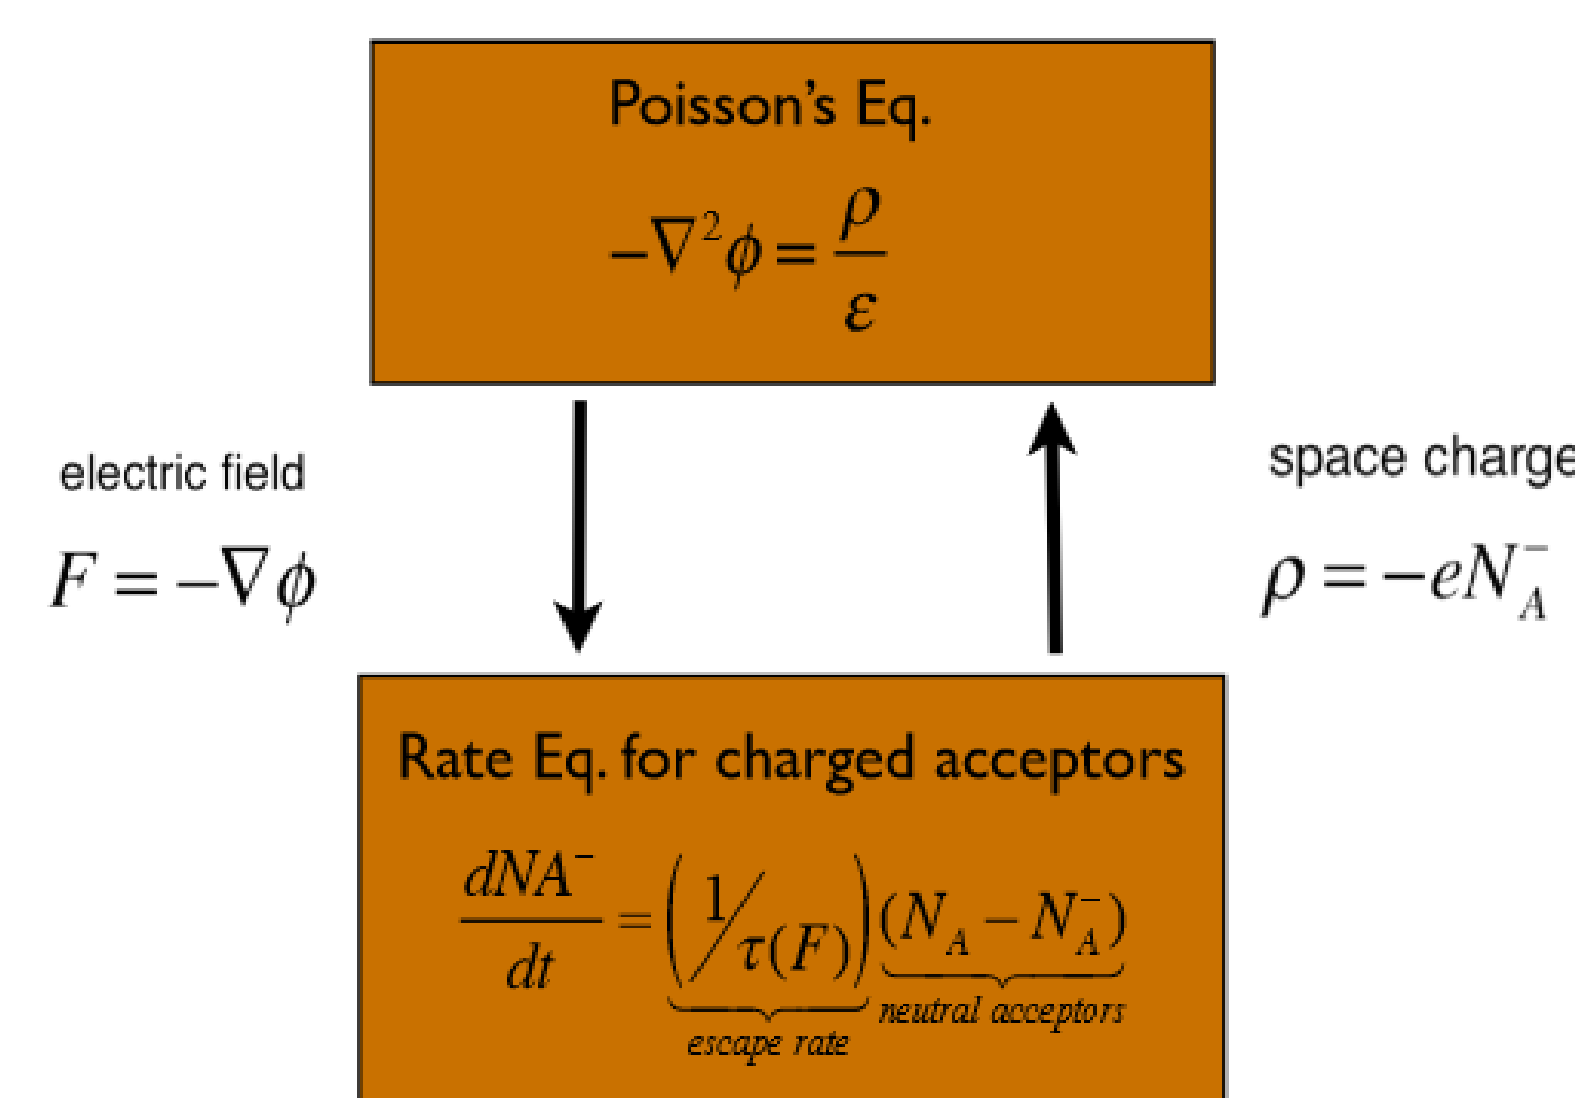 Poisson's Eq.
−∇²ϕ = ρ/ε
electric field
F = −∇ϕ
space charge
ρ = −eN_A^−
Rate Eq. for charged acceptors
dNA⁻/dt = (1/τ(F)) (N_A − N_A^−)
neutral acceptors
escape rate